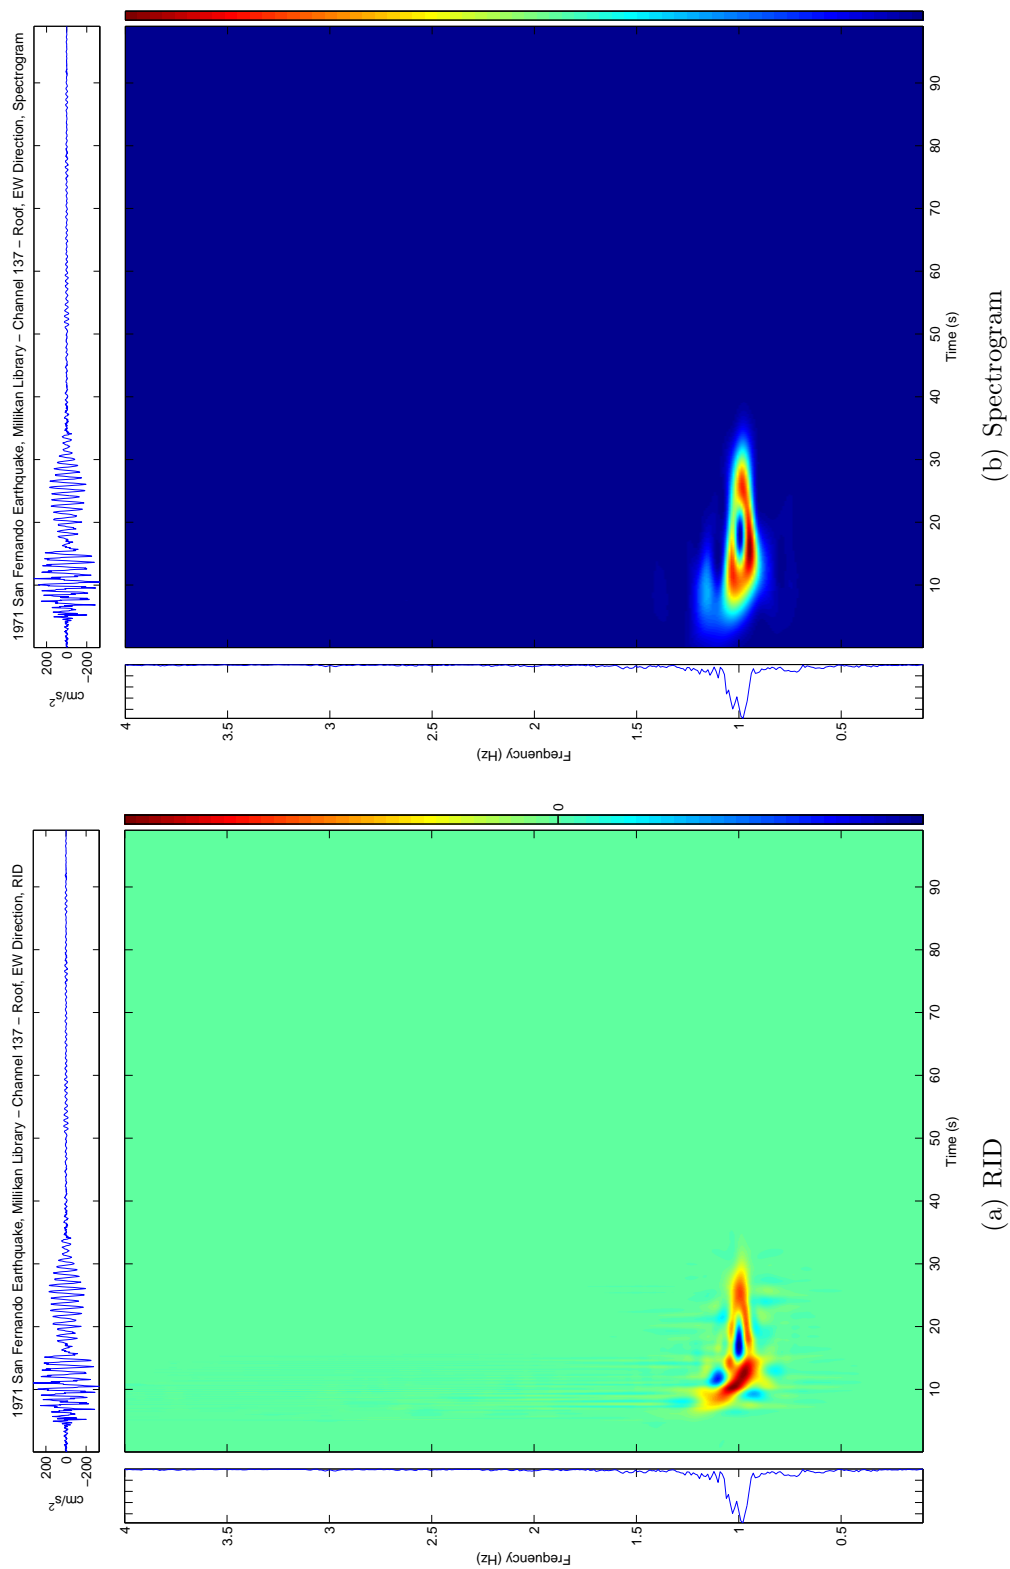 1971 San Fernando Earthquake, Millikan Library − Channel 137 − Roof, EW Direction, RID
200
0
−200
cm/s²
4
3.5
3
2.5
2
1.5
1
0.5
Frequency (Hz)
0
10 20 30 40 50 60 70 80 90
Time (s)
(a) RID
1971 San Fernando Earthquake, Millikan Library − Channel 137 − Roof, EW Direction, Spectrogram
200
0
−200
cm/s²
4
3.5
3
2.5
2
1.5
1
0.5
Frequency (Hz)
10 20 30 40 50 60 70 80 90
Time (s)
(b) Spectrogram